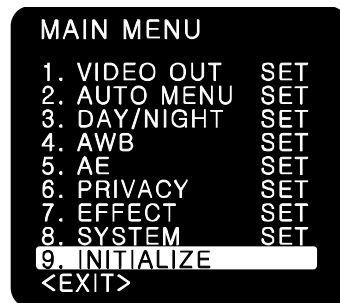 MAIN MENU
1. VIDEO OUT SET
2. AUTO MENU SET
3. DAY/NIGHT SET
4. AWB SET
5. AE SET
6. PRIVACY SET
7. EFFECT SET
8. SYSTEM SET
9. INITIALIZE
<EXIT>